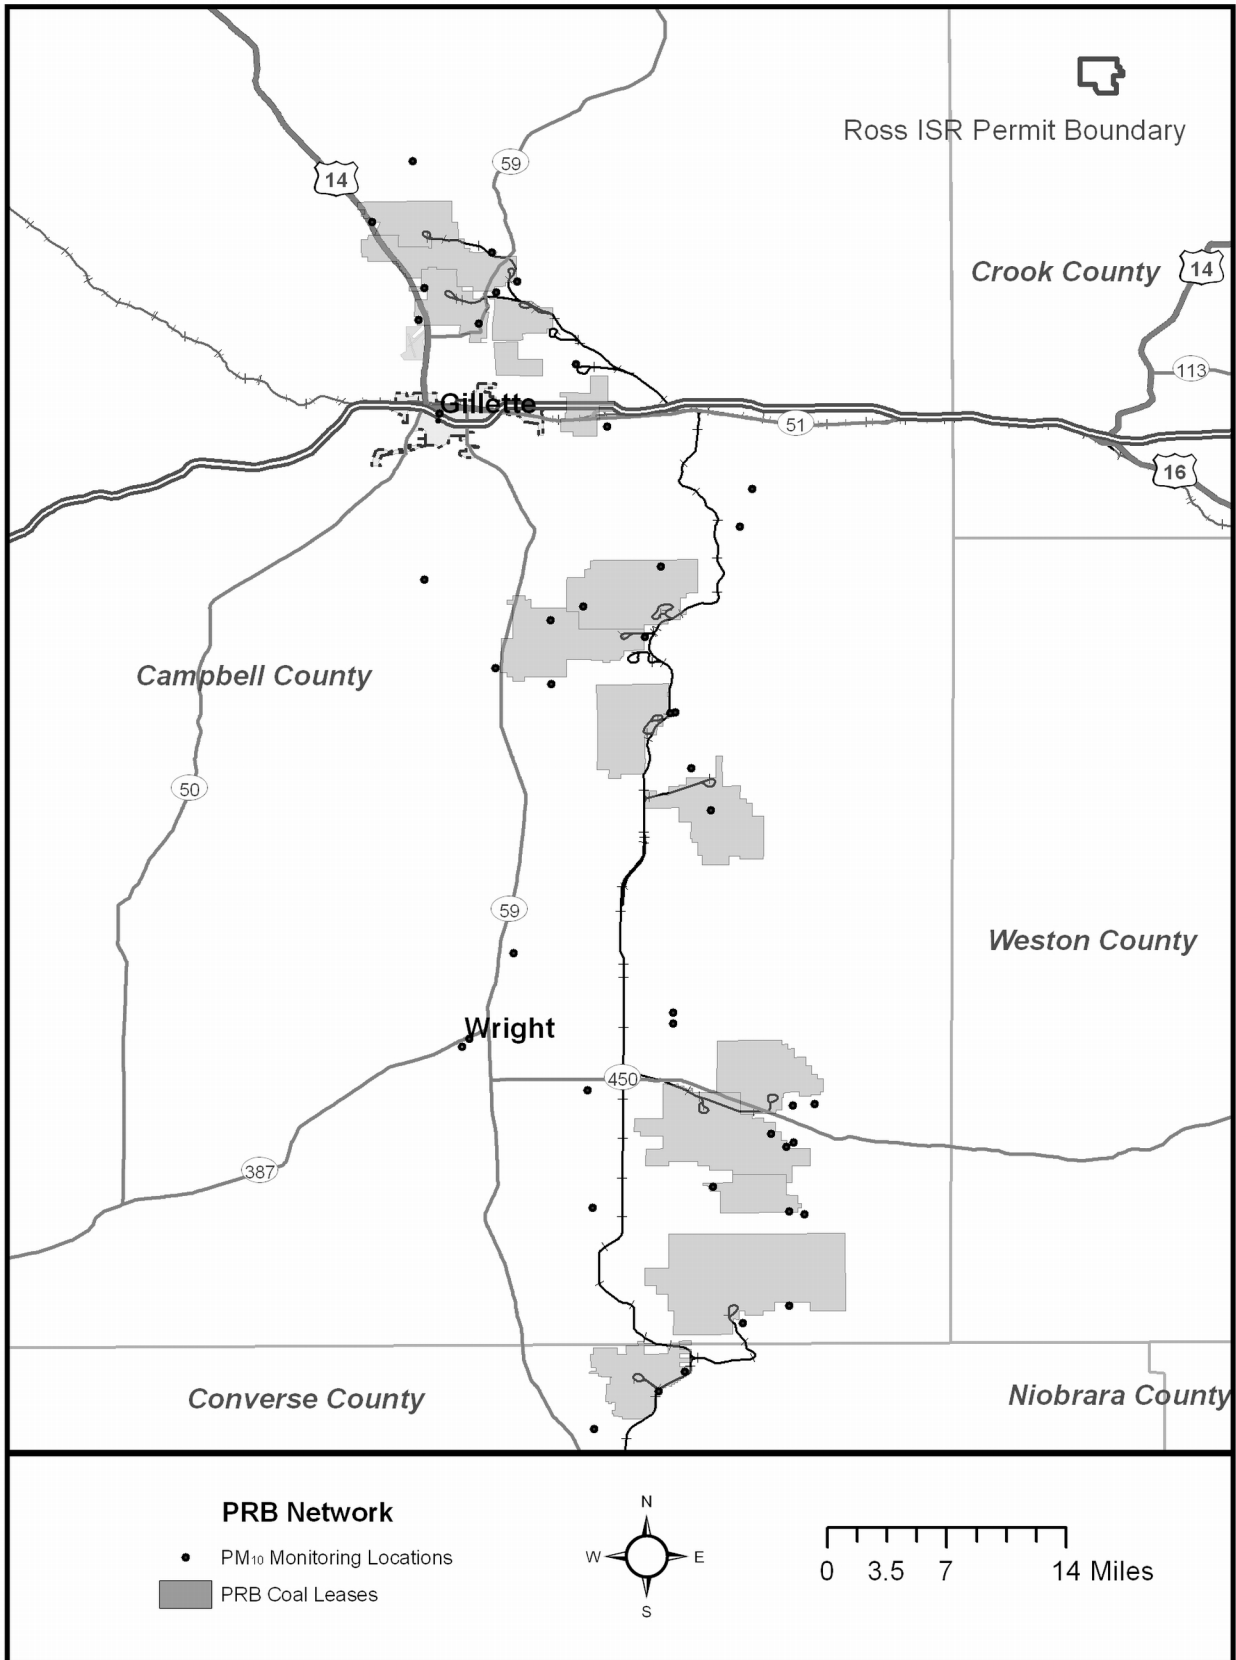 Ross ISR Permit Boundary
59
14
Crook County
14
113
Gillette
51
16
Campbell County
50
59
Weston County
Wright
450
387
Converse County
Niobrara County
PRB Network
PM10 Monitoring Locations
PRB Coal Leases
N
W
E
S
0 3.5 7 14 Miles